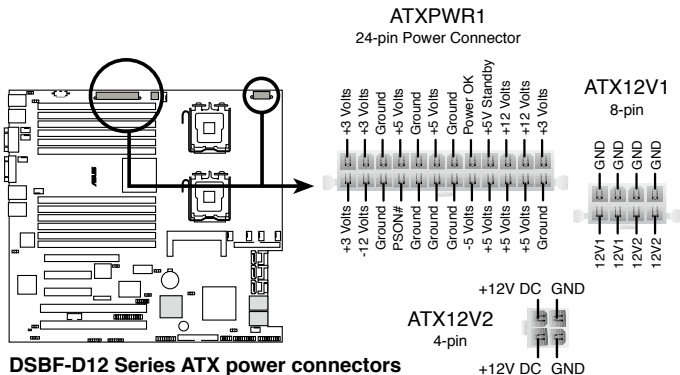 ATXPWR1
24-pin Power Connector
+3 Volts
+3 Volts
Ground
+5 Volts
Ground
+5 Volts
Ground
Power OK
+5V Standby
+12 Volts
+12 Volts
+3 Volts
+3 Volts
-12 Volts
Ground
PSON#
Ground
Ground
Ground
-5 Volts
+5 Volts
+5 Volts
+5 Volts
Ground
ATX12V1
8-pin
GND
GND
GND
GND
12V1
12V1
12V2
12V2
ASUS
ATX12V2
4-pin
+12V DC GND
+12V DC GND
DSBF-D12 Series ATX power connectors